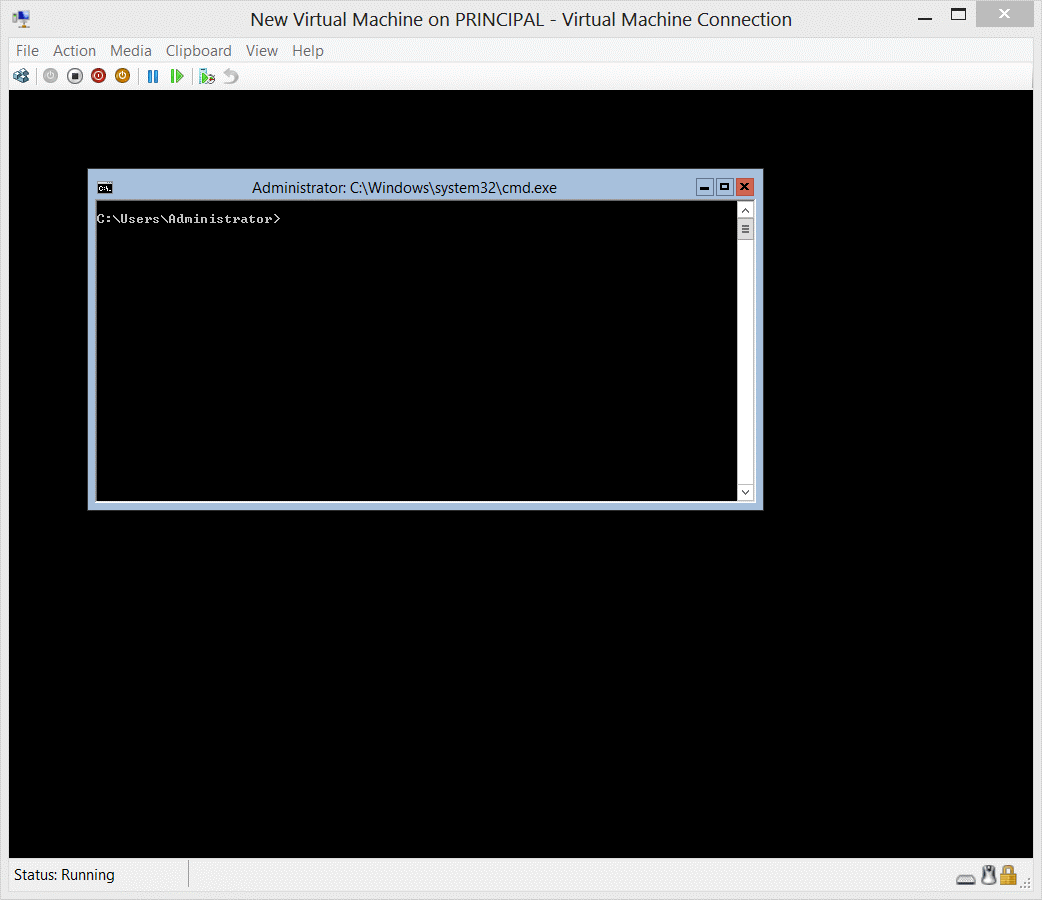 New Virtual Machine on PRINCIPAL - Virtual Machine Connection
File Action Media Clipboard View Help
C:\.
Administrator: C:\Windows\system32\cmd.exe
C:\Users\Administrator>
Status: Running